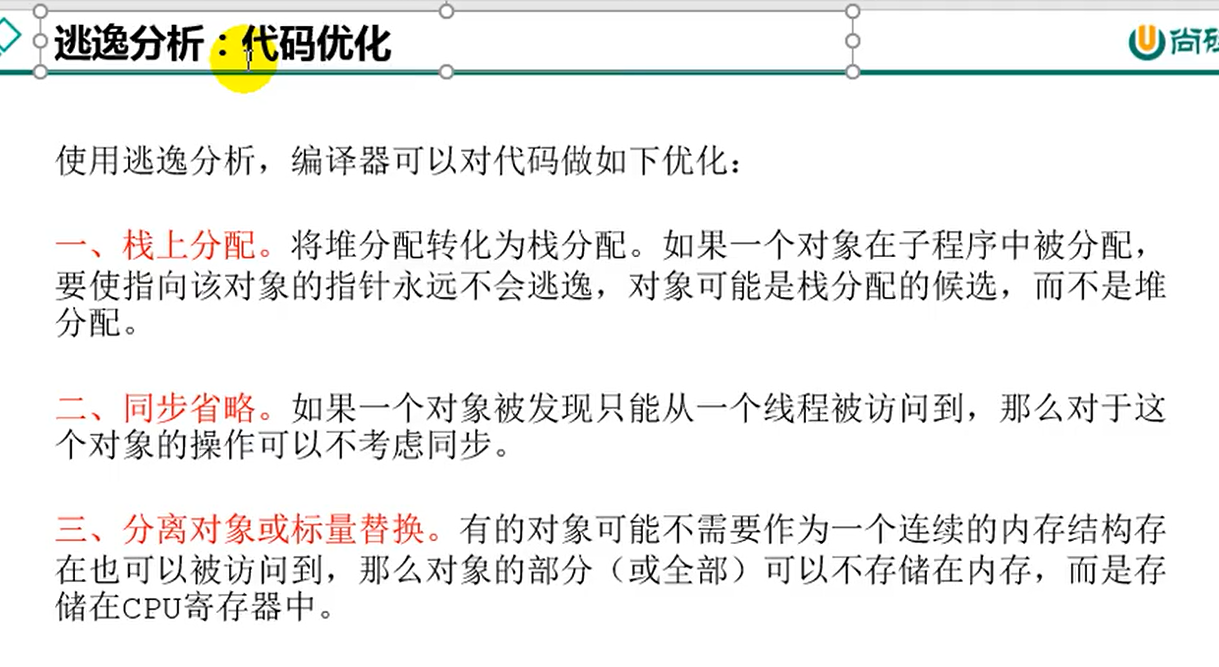 逃逸分析：代码优化
尚
使用逃逸分析，编译器可以对代码做如下优化：
一、栈上分配。将堆分配转化为栈分配。如果一个对象在子程序中被分配，
要使指向该对象的指针永远不会逃逸，对象可能是栈分配的候选，而不是堆
分配。
二、同步省略。如果一个对象被发现只能从一个线程被访问到，那么对于这
个对象的操作可以不考虑同步。
三、分离对象或标量替换。有的对象可能不需要作为一个连续的内存结构存
在也可以被访问到，那么对象的部分（或全部）可以不存储在内存，而是存
储在CPU寄存器中。